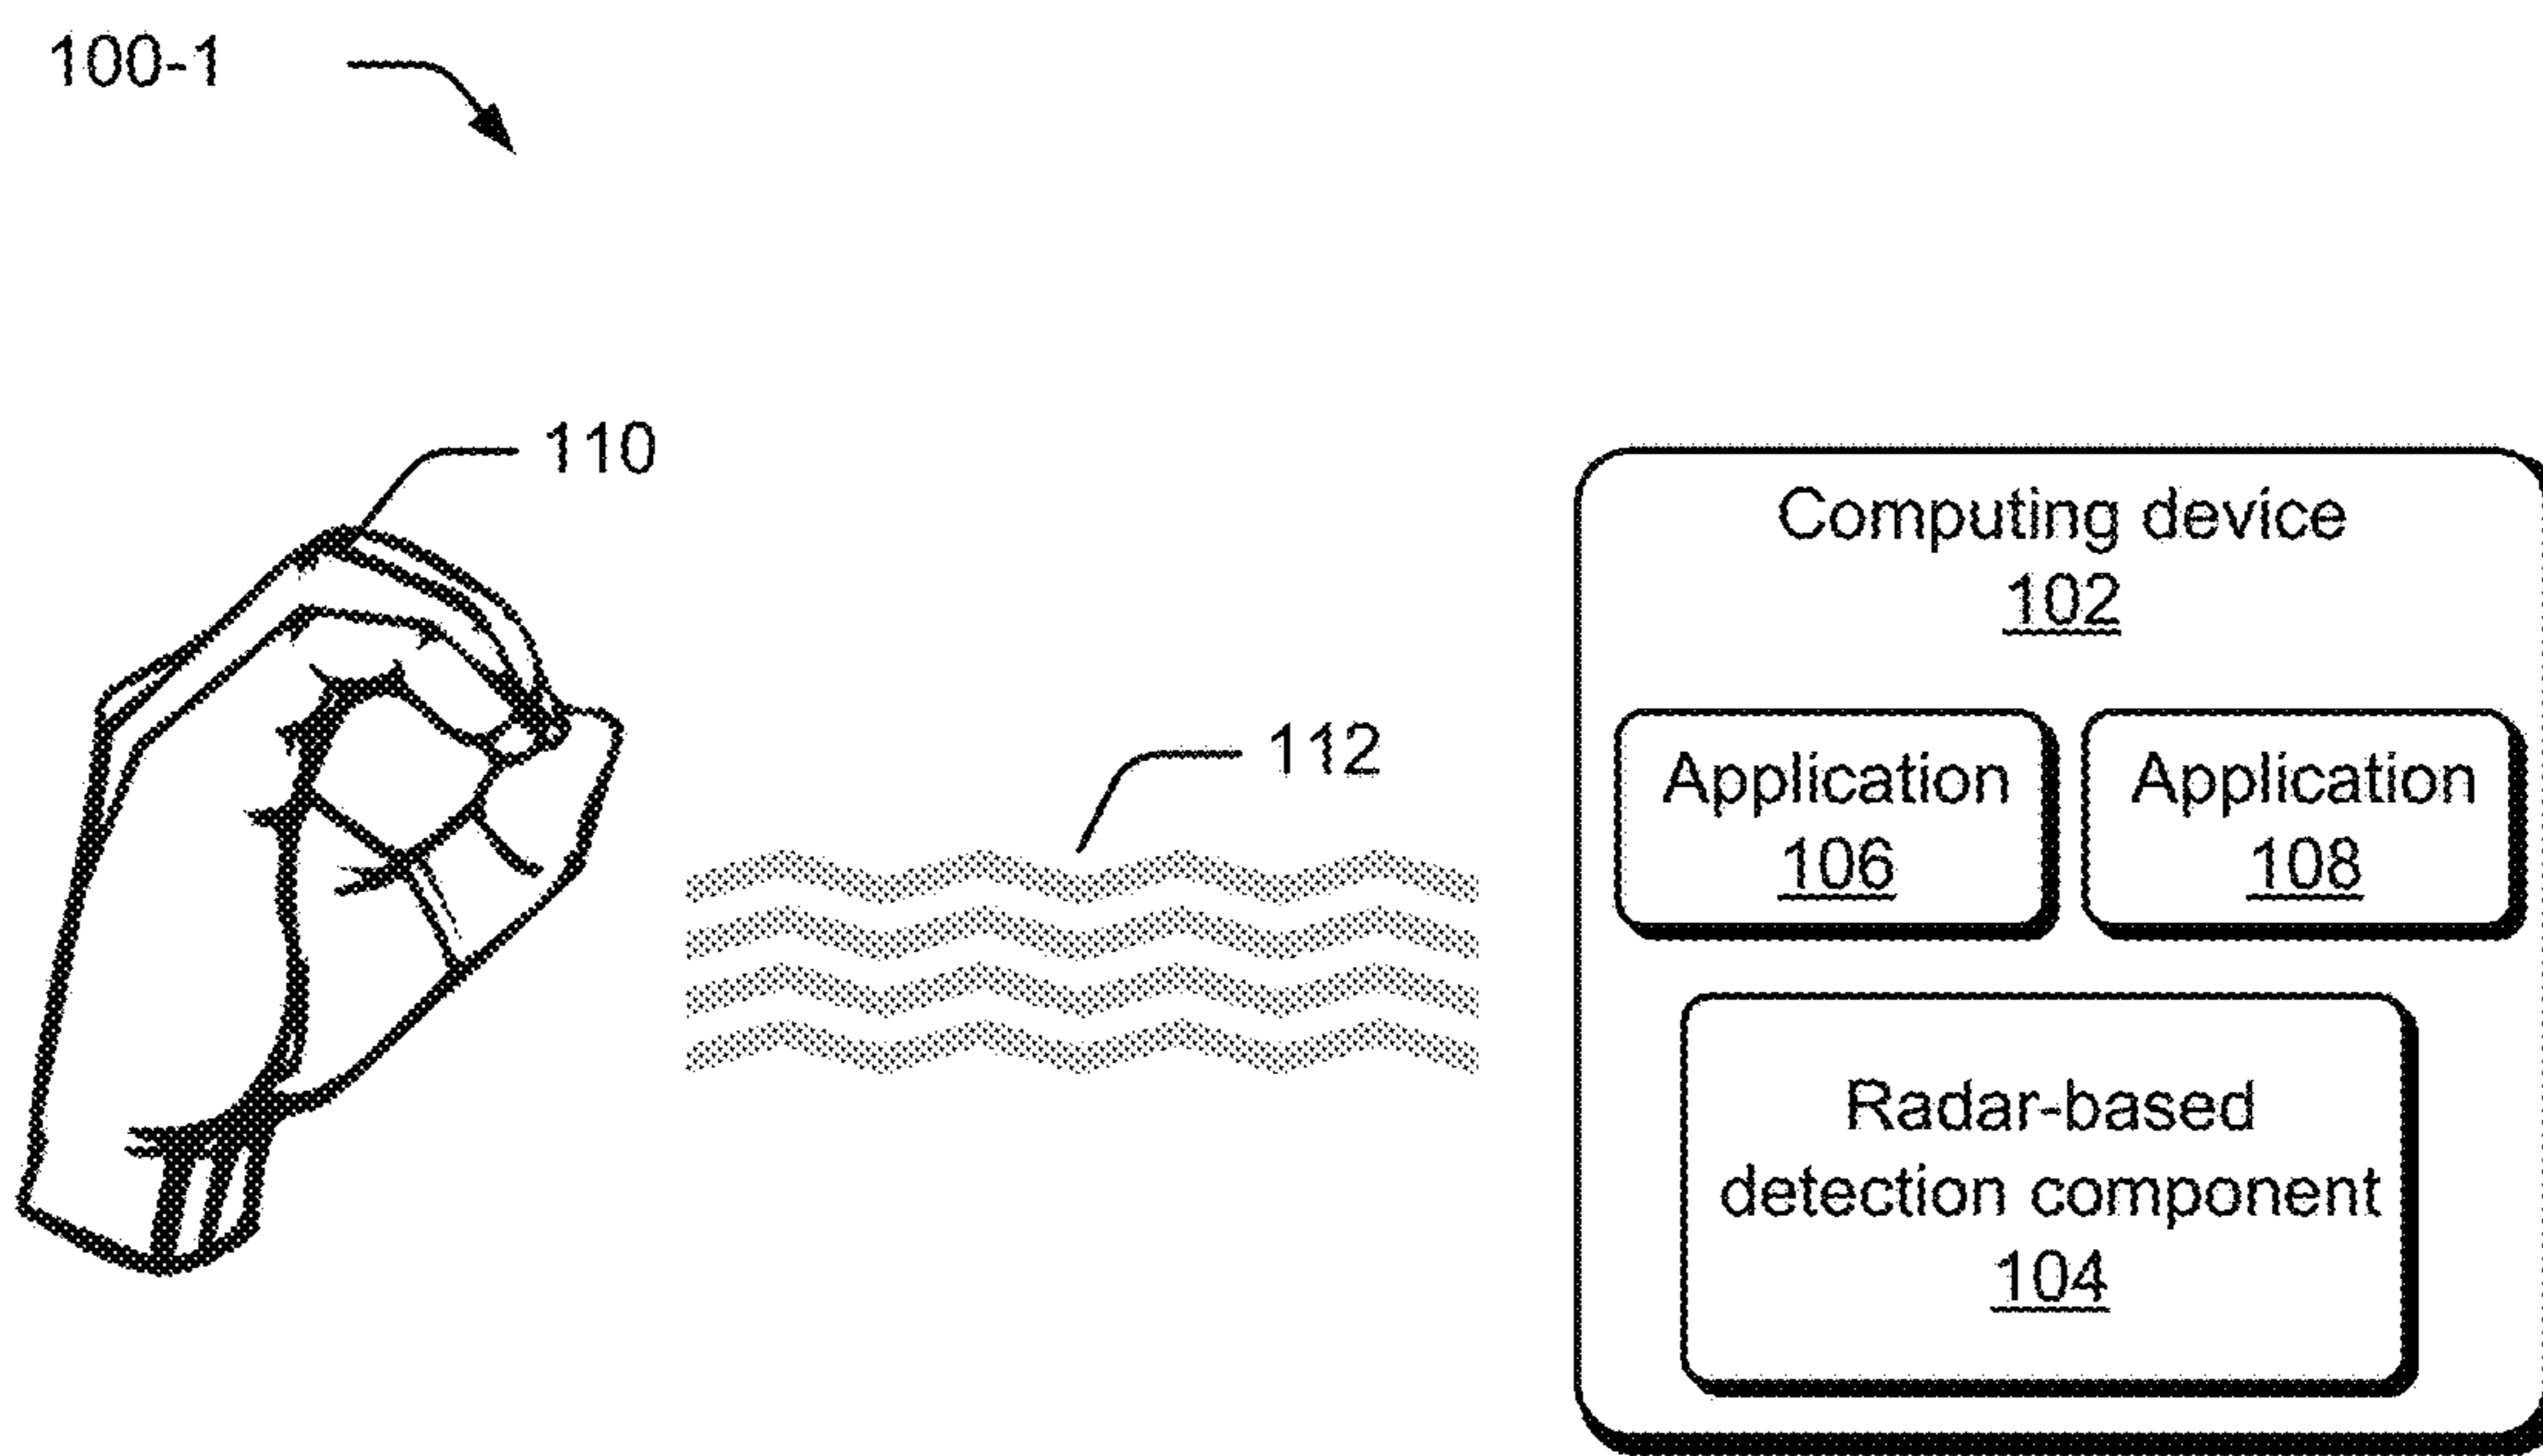 100-1
110
112
Computing device
102
Application
106
Application
108
Radar-based
detection component
104